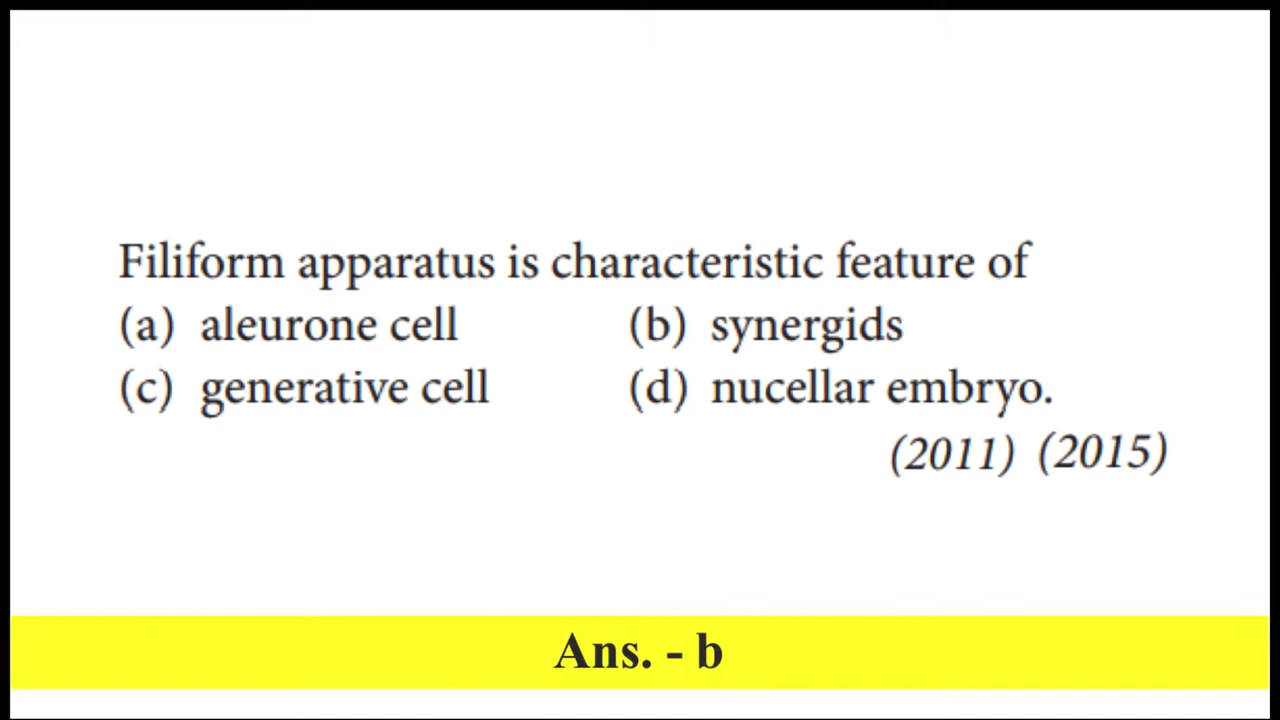 Filiform apparatus is characteristic feature of
(a) aleurone cell (b) synergids
(c) generative cell (d) nucellar embryo.
(2011) (2015)
Ans. - b